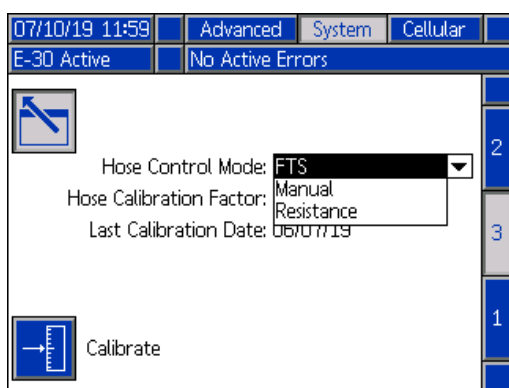 07/10/19 11:59 Advanced System Cellular
E-30 Active No Active Errors
Hose Control Mode: FTS
Manual
Hose Calibration Factor:
Resistance
Last Calibration Date: 06/07/19
2
3
1
Calibrate